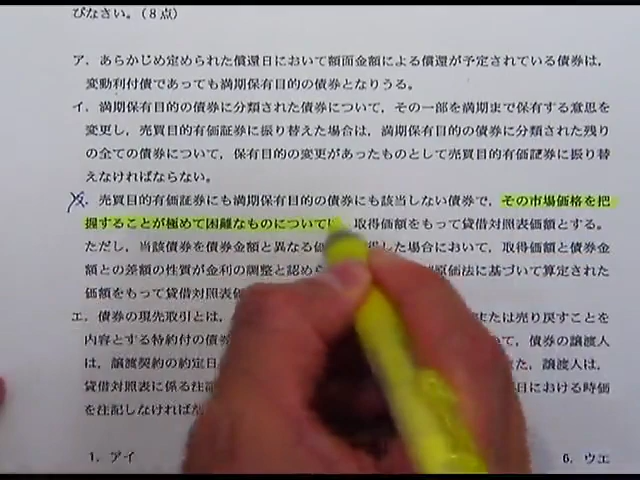 びなさい。（８点）
ア．あらかじめ定められた償還日において額面金額による償還が予定されている債券は，
変動利付債であっても満期保有目的の債券となりうる。
イ．満期保有目的の債券に分類された債券について，その一部を満期まで保有する意思を
変更し，売買目的有価証券に振り替えた場合は，満期保有目的の債券に分類された残り
の全ての債券について，保有目的の変更があったものとして売買目的有価証券に振り替
えなければならない。
ウ．売買目的有価証券にも満期保有目的の債券にも該当しない債券で，その市場価格を把
握することが極めて困難なものについては，取得価額をもって貸借対照表価額とする。
ただし，当該債券を債券金額と異なる価 得した場合において，取得価額と債券金
額との差額の性質が金利の調整と認め 原価法に基づいて算定された
価額をもって貸借対照表価
エ．債券の現先取引とは， または売り戻すことを
内容とする特約付の債券 て，債券の譲渡人
は，譲渡契約の約定日 た，譲渡人は，
貸借対照表に係る注記 日における時価
を注記しなければ
1．アイ 6．ウエ